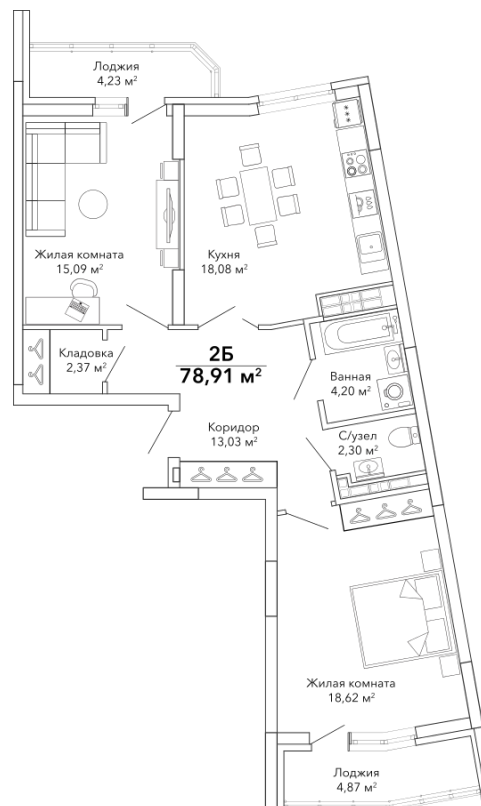 Лоджия
4,23 м²
Жилая комната
15,09 м²
Кухня
18,08 м²
Кладовка
2,37 м²
2Б
78,91 м²
Ванная
4,20 м²
Коридор
13,03 м²
С/узел
2,30 м²
Жилая комната
18,62 м²
Лоджия
4,87 м²